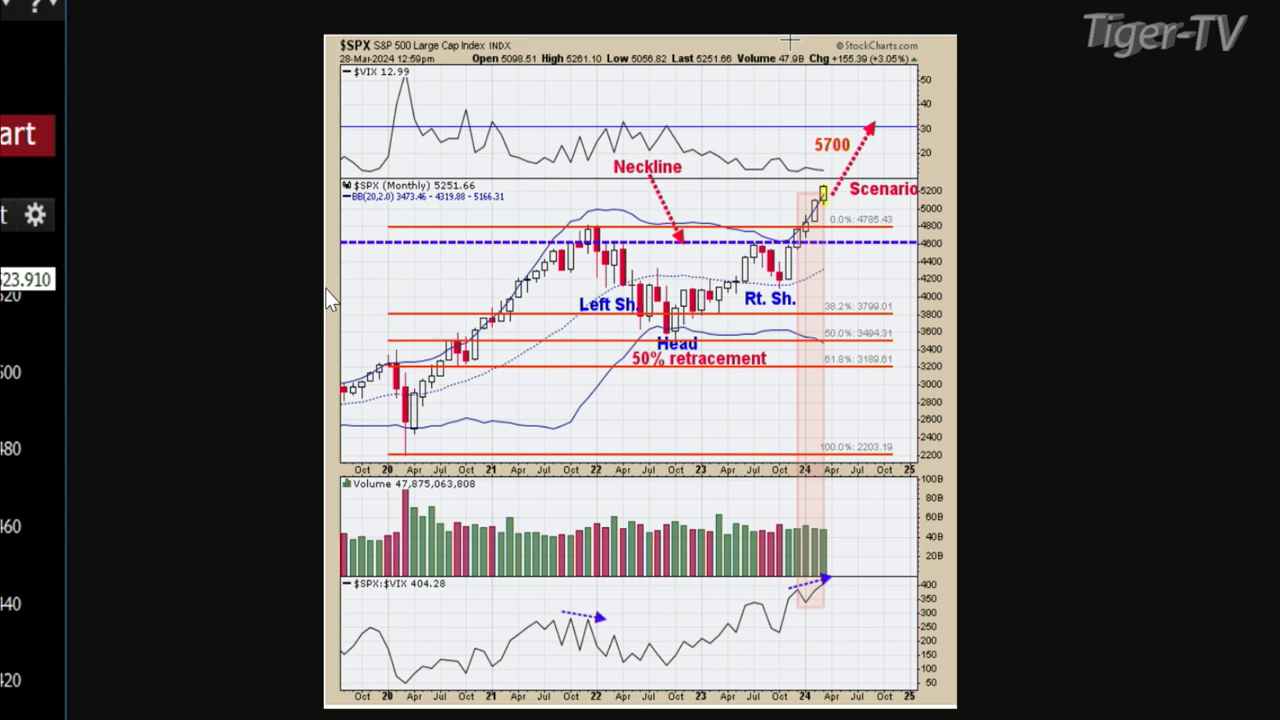 Tiger-TV
$SPX S&P 500 Large Cap Index INDX
© StockCharts.com
28-Mar-2024 12:59pm
Open 5098.51 High 5261.10 Low 5056.82 Last 5251.66 Volume 47.9B Chg +155.39 (+3.05%)
$VIX 12.99
50
40
30
20
5700
Neckline
Scenario
$SPX (Monthly) 5251.66
BB(20,2.0) 3473.46 - 4319.88 - 5166.31
5200
5000
4800
4600
4400
4200
4000
3800
3600
3400
3200
3000
2800
2600
2400
2200
0.0%: 4785.43
38.2%: 3799.01
50.0%: 3494.31
61.8%: 3189.61
100.0%: 2203.19
Left Sh.
Rt. Sh.
Head
50% retracement
Oct 20 Apr Jul Oct 21 Apr Jul Oct 22 Apr Jul Oct 23 Apr Jul Oct 24 Apr Jul Oct 25
Volume 47,875,063,808
100B
80B
60B
40B
20B
$SPX:$VIX 404.28
400
350
300
250
200
150
100
50
Oct 20 Apr Jul Oct 21 Apr Jul Oct 22 Apr Jul Oct 23 Apr Jul Oct 24 Apr Jul Oct 25
art
t
523.910
520
500
480
460
440
420